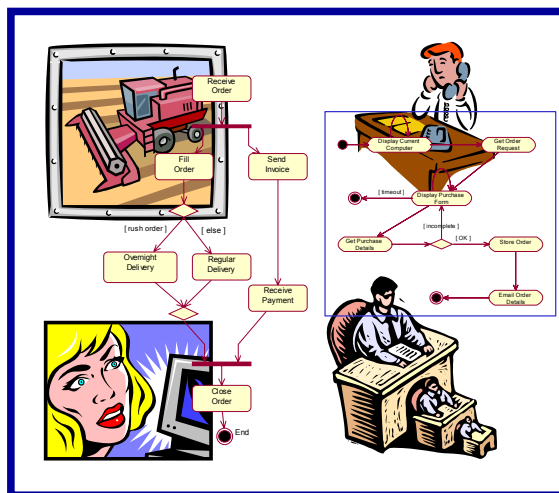 Receive
Order
Fill
Order
Send
Invoice
[ rush order ]
[ else ]
Overnight
Delivery
Regular
Delivery
Receive
Payment
Close
Order
End
Display Current
Computer
Get Order
Request
[ timeout ]
Display Purchase
Form
[ incomplete ]
Get Purchase
Details
[ OK ]
Store Order
Email Order
Details